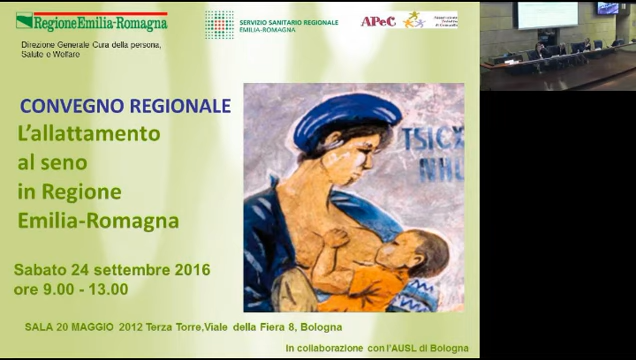 RegioneEmilia-Romagna
Direzione Generale Cura della persona,
Salute e Welfare
SERVIZIO SANITARIO REGIONALE
EMILIA-ROMAGNA
APeC
CONVEGNO REGIONALE
L'allattamento
al seno
in Regione
Emilia-Romagna
TSICX
NHU
Sabato 24 settembre 2016
ore 9.00 - 13.00
SALA 20 MAGGIO 2012 Terza Torre,Viale della Fiera 8, Bologna
In collaborazione con l'AUSL di Bologna